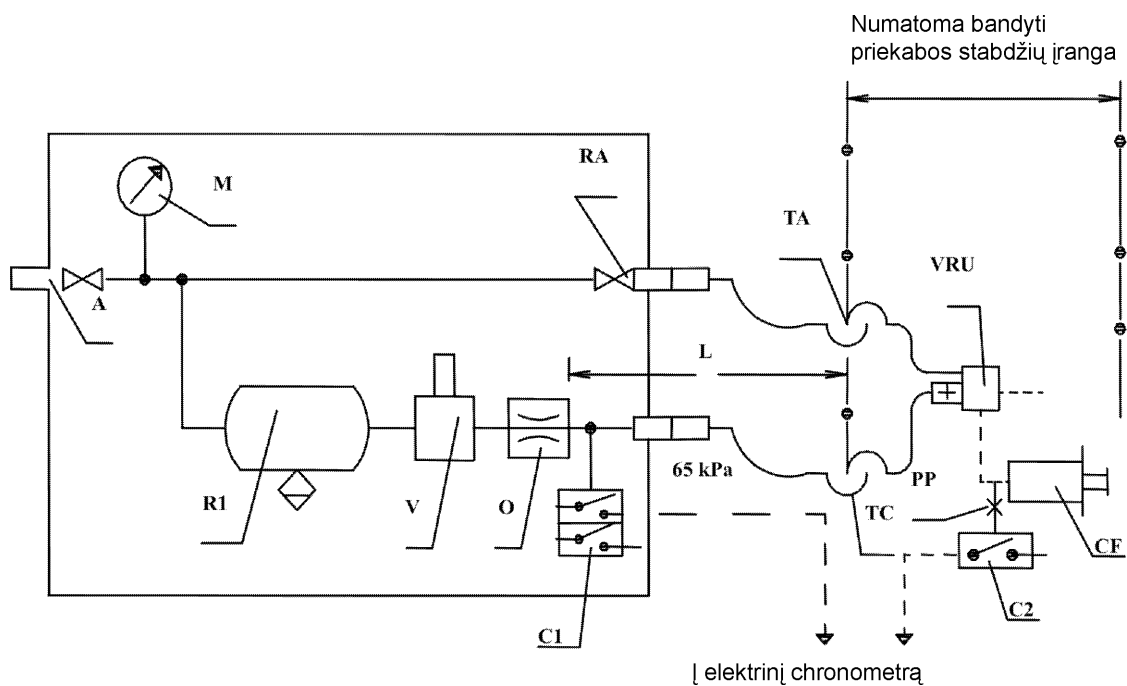 Numatoma bandyti
priekabos stabdžių įranga
M
RA
TA
VRU
A
L
65 kPa
R1
V
O
PP
TC
CF
C1
C2
Į elektrinį chronometrą